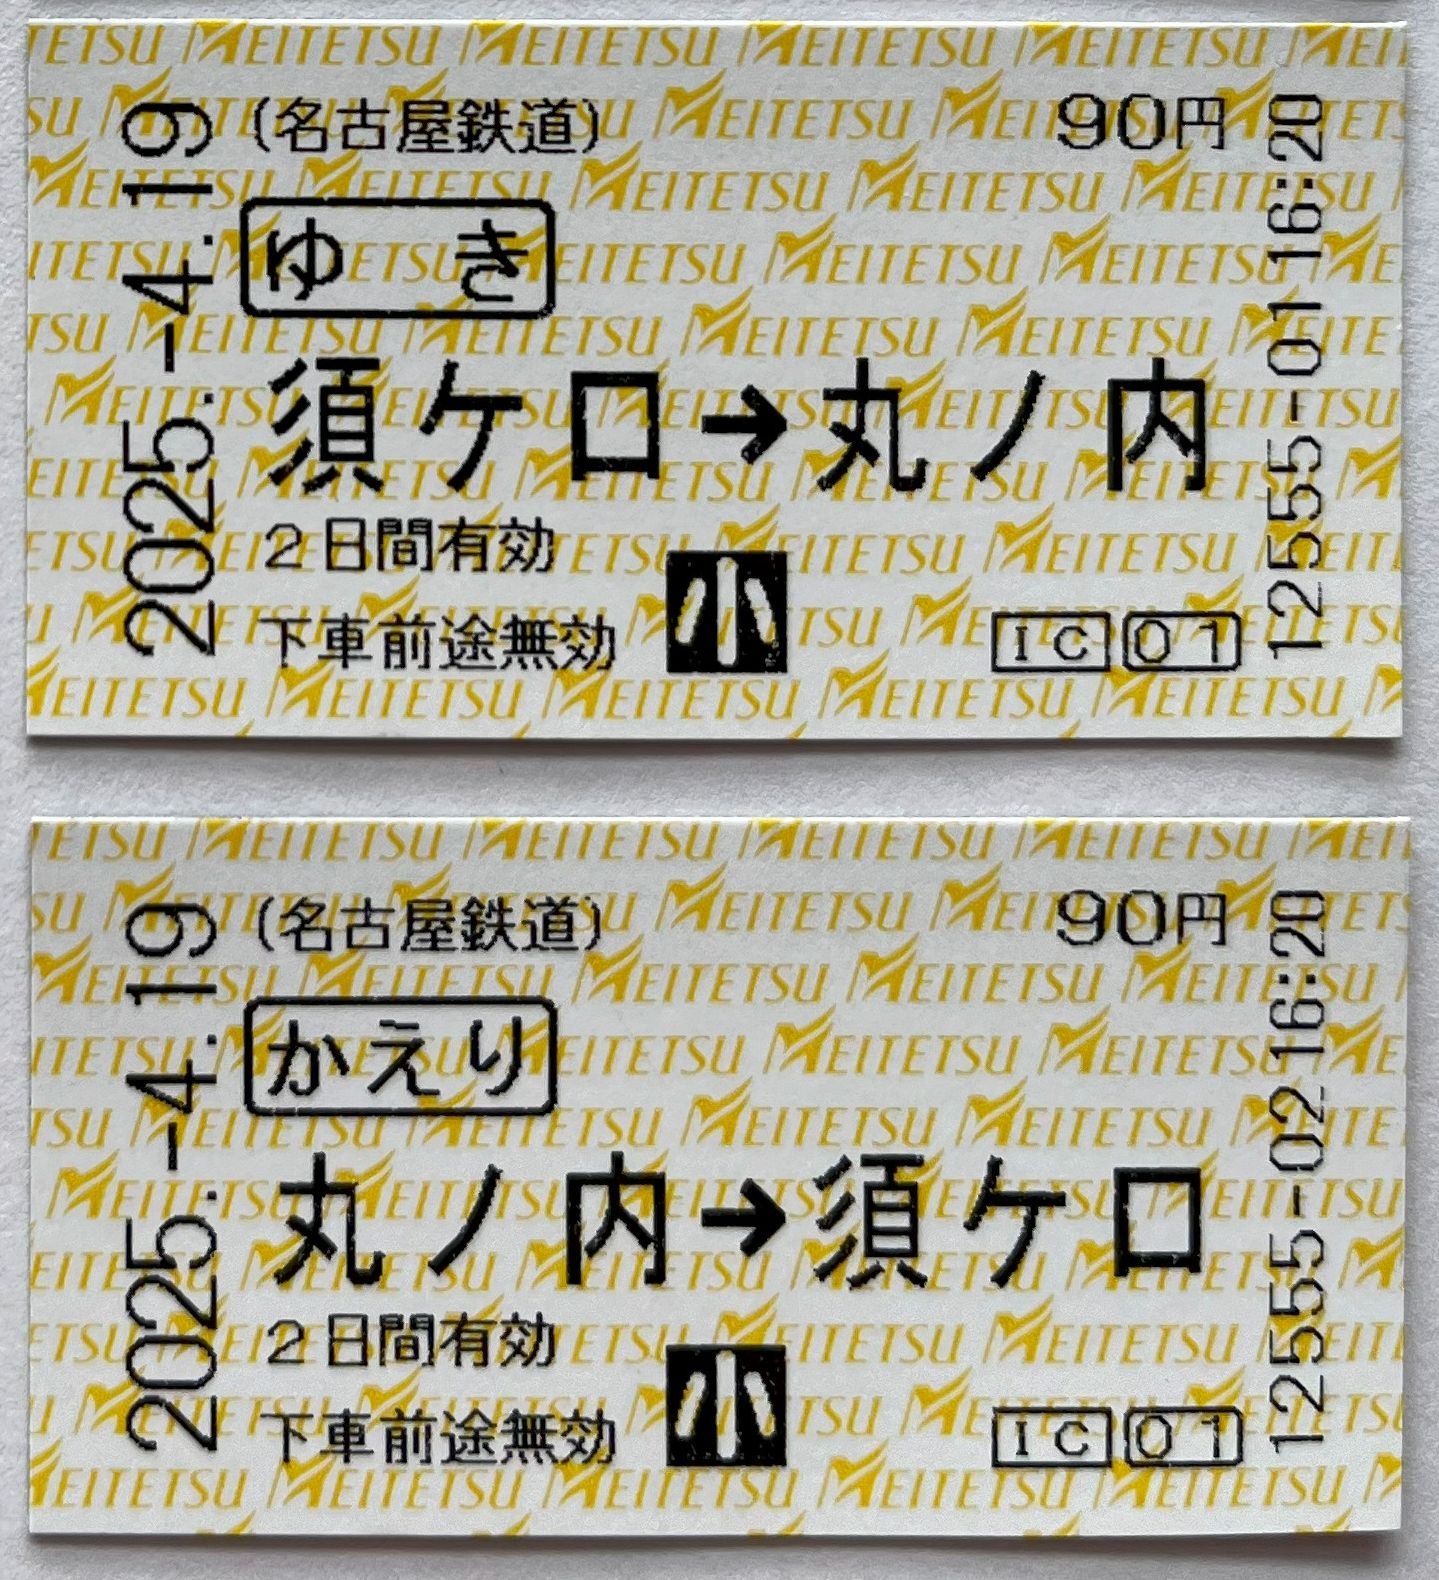 (名古屋鉄道) 90円
ゆき
須ケ口→丸ノ内
2日間有効
下車前途無効 小 IC 01
2025.-4.19
12555-01 16:20
(名古屋鉄道) 90円
かえり
丸ノ内→須ケ口
2日間有効
下車前途無効 小 IC 01
2025.-4.19
12555-02 16:20
MEITETSU